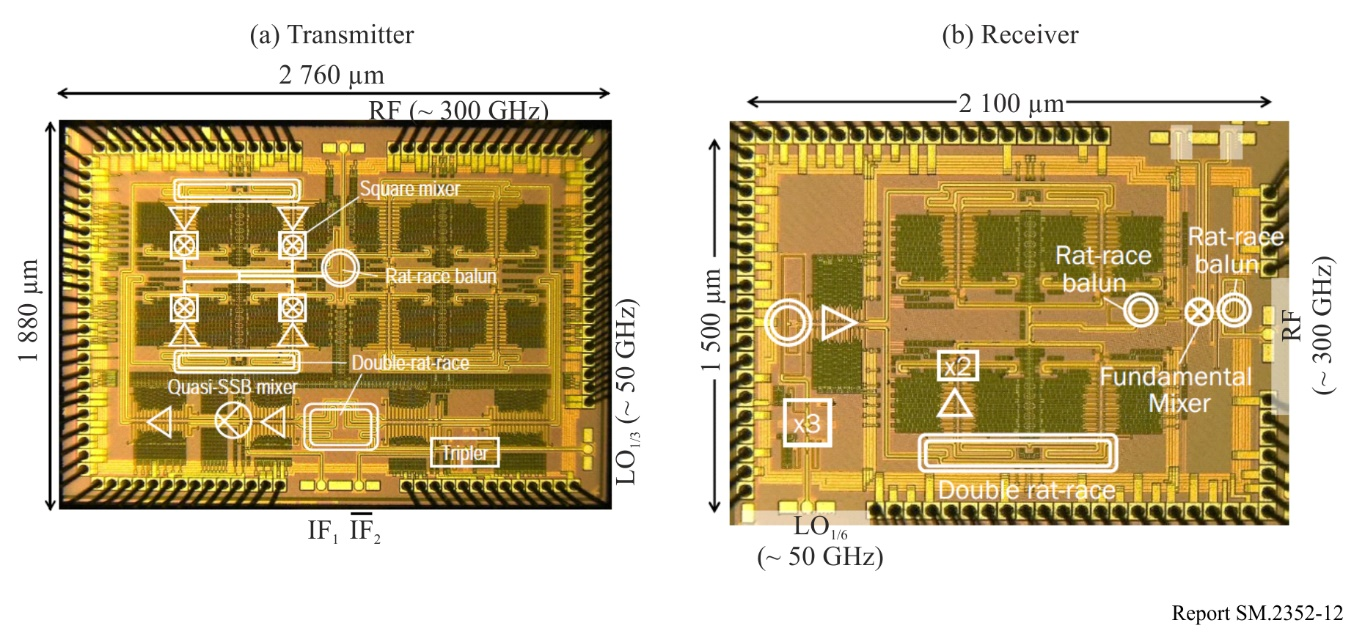 (a) Transmitter
2 760 µm
RF (~ 300 GHz)
1 880 µm
Square mixer
Rat-race balun
Double-rat-race
Quasi-SSB mixer
Tripler
LO1/3 (~ 50 GHz)
IF1 IF2
(b) Receiver
2 100 µm
1 500 µm
Rat-race
balun
Rat-race
balun
x2
Fundamental
Mixer
x3
Double rat-race
RF
(~ 300 GHz)
LO1/6
(~ 50 GHz)
Report SM.2352-12